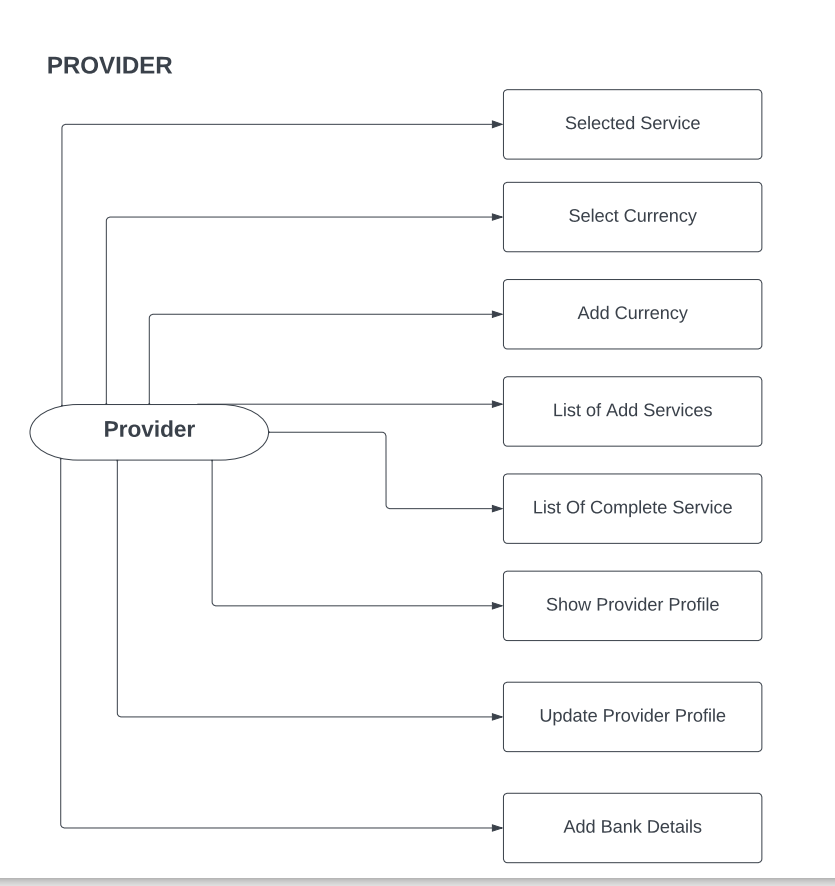 PROVIDER
Selected Service
Select Currency
Add Currency
List of Add Services
Provider
List Of Complete Service
Show Provider Profile
Update Provider Profile
Add Bank Details